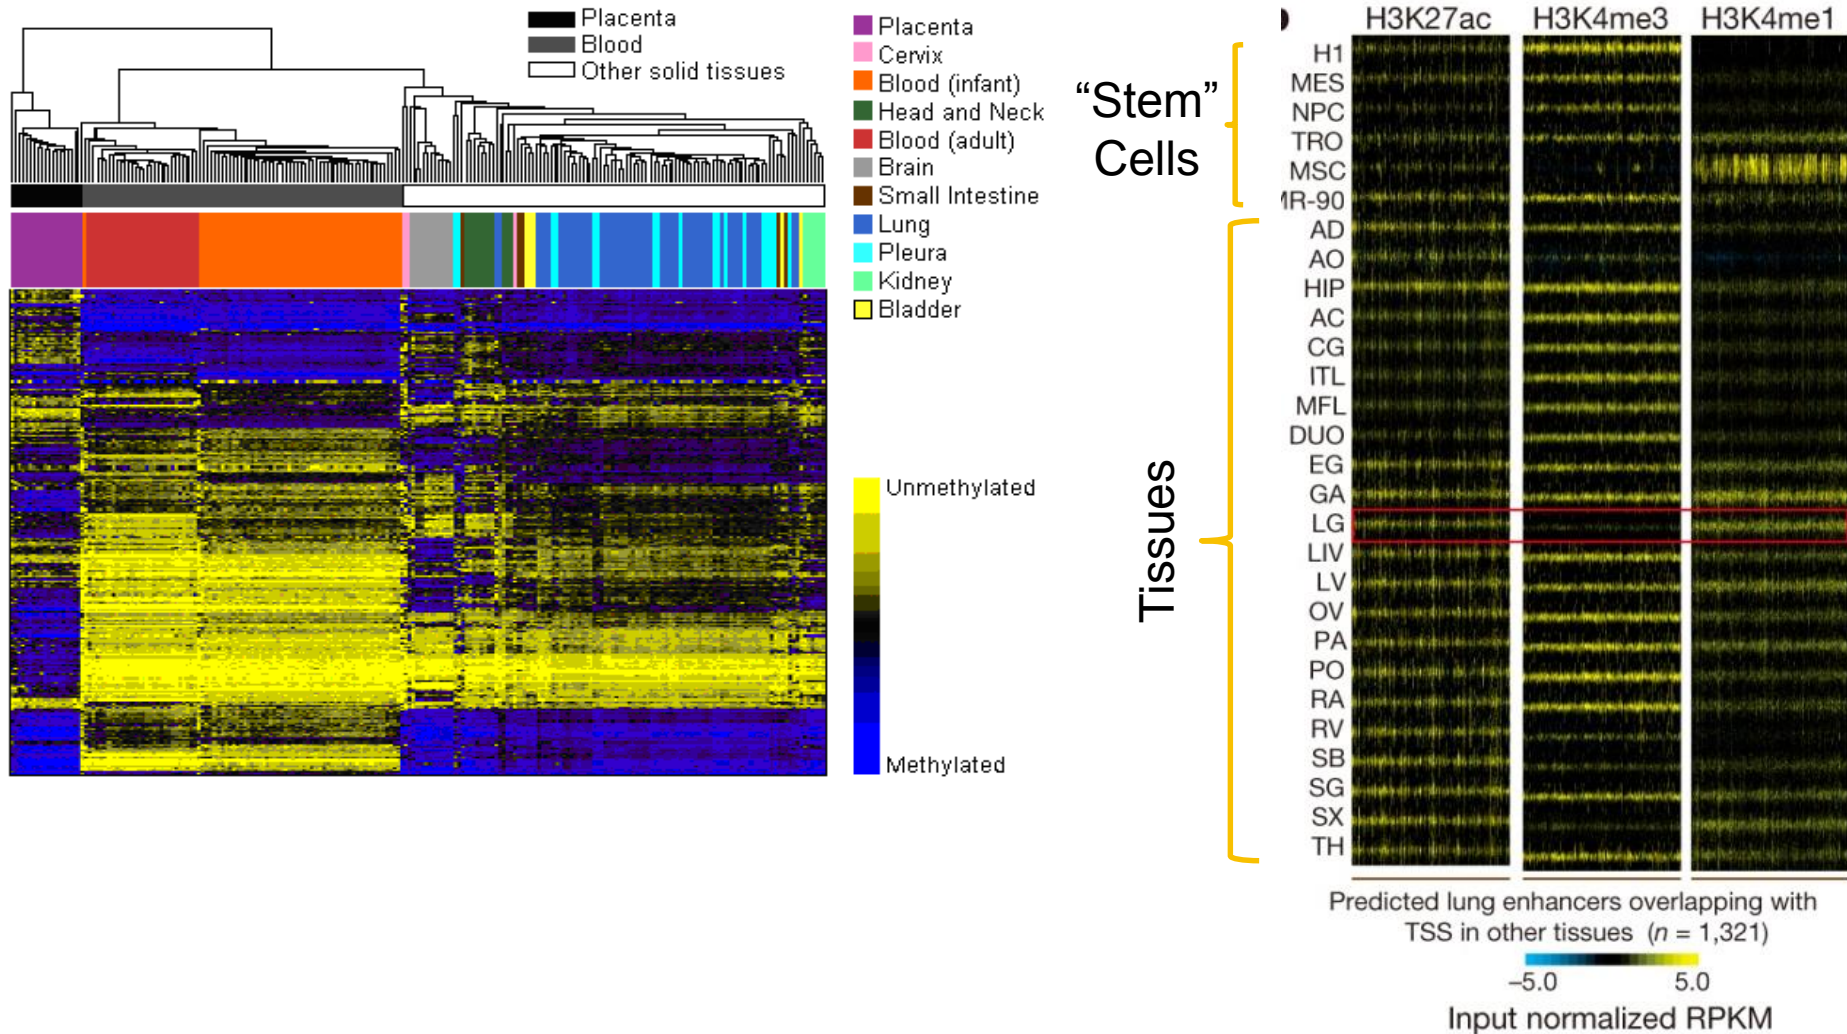 Placenta
Blood
Other solid tissues
Placenta
Cervix
Blood (infant)
Head and Neck
Blood (adult)
Brain
Small Intestine
Lung
Pleura
Kidney
Bladder
Unmethylated
Methylated
“Stem”
Cells
Tissues
H3K27ac H3K4me3 H3K4me1
H1
MES
NPC
TRO
MSC
MR-90
AD
AO
HIP
AC
CG
ITL
MFL
DUO
EG
GA
LG
LIV
LV
OV
PA
PO
RA
RV
SB
SG
SX
TH
Predicted lung enhancers overlapping with
TSS in other tissues (n = 1,321)
–5.0 5.0
Input normalized RPKM